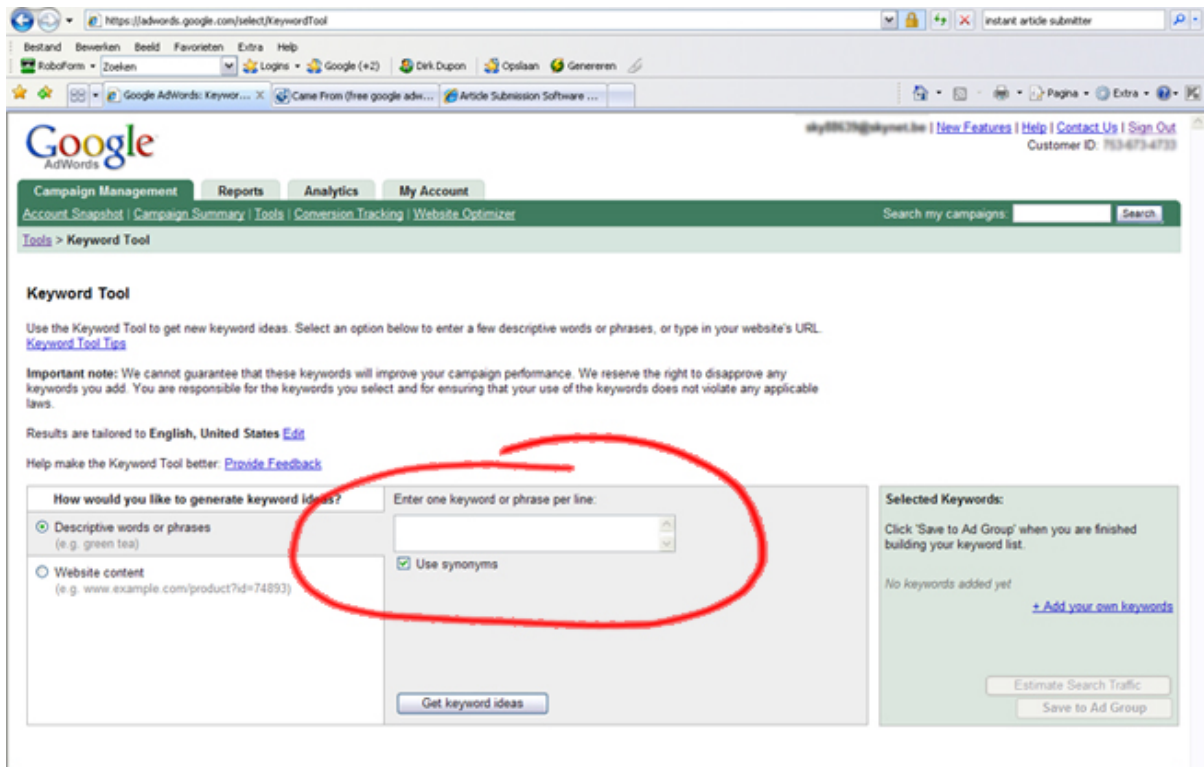 https://adwords.google.com/select/KeywordTool instant article submitter
Bestand Bewerken Beeld Favorieten Extra Help
RoboForm Zoeken Logins Google (+2) Dirk Dupon Opslaan Genereren
Google AdWords: Keywor... X Came From (free google adw... Article Submission Software ... Pagina Extra
| New Features | Help | Contact Us | Sign Out
Customer ID:
Google
AdWords
Campaign Management Reports Analytics My Account
Account Snapshot | Campaign Summary | Tools | Conversion Tracking | Website Optimizer Search my campaigns: Search
Tools > Keyword Tool
Keyword Tool
Use the Keyword Tool to get new keyword ideas. Select an option below to enter a few descriptive words or phrases, or type in your website's URL.
Keyword Tool Tips
Important note: We cannot guarantee that these keywords will improve your campaign performance. We reserve the right to disapprove any
keywords you add. You are responsible for the keywords you select and for ensuring that your use of the keywords does not violate any applicable
laws.
Results are tailored to English, United States Edit
Help make the Keyword Tool better: Provide Feedback
How would you like to generate keyword ideas?
Descriptive words or phrases
(e.g. green tea)
Website content
(e.g. www.example.com/product?id=74893)
Enter one keyword or phrase per line:
Use synonyms
Get keyword ideas
Selected Keywords:
Click 'Save to Ad Group' when you are finished
building your keyword list.
No keywords added yet
+ Add your own keywords
Estimate Search Traffic
Save to Ad Group